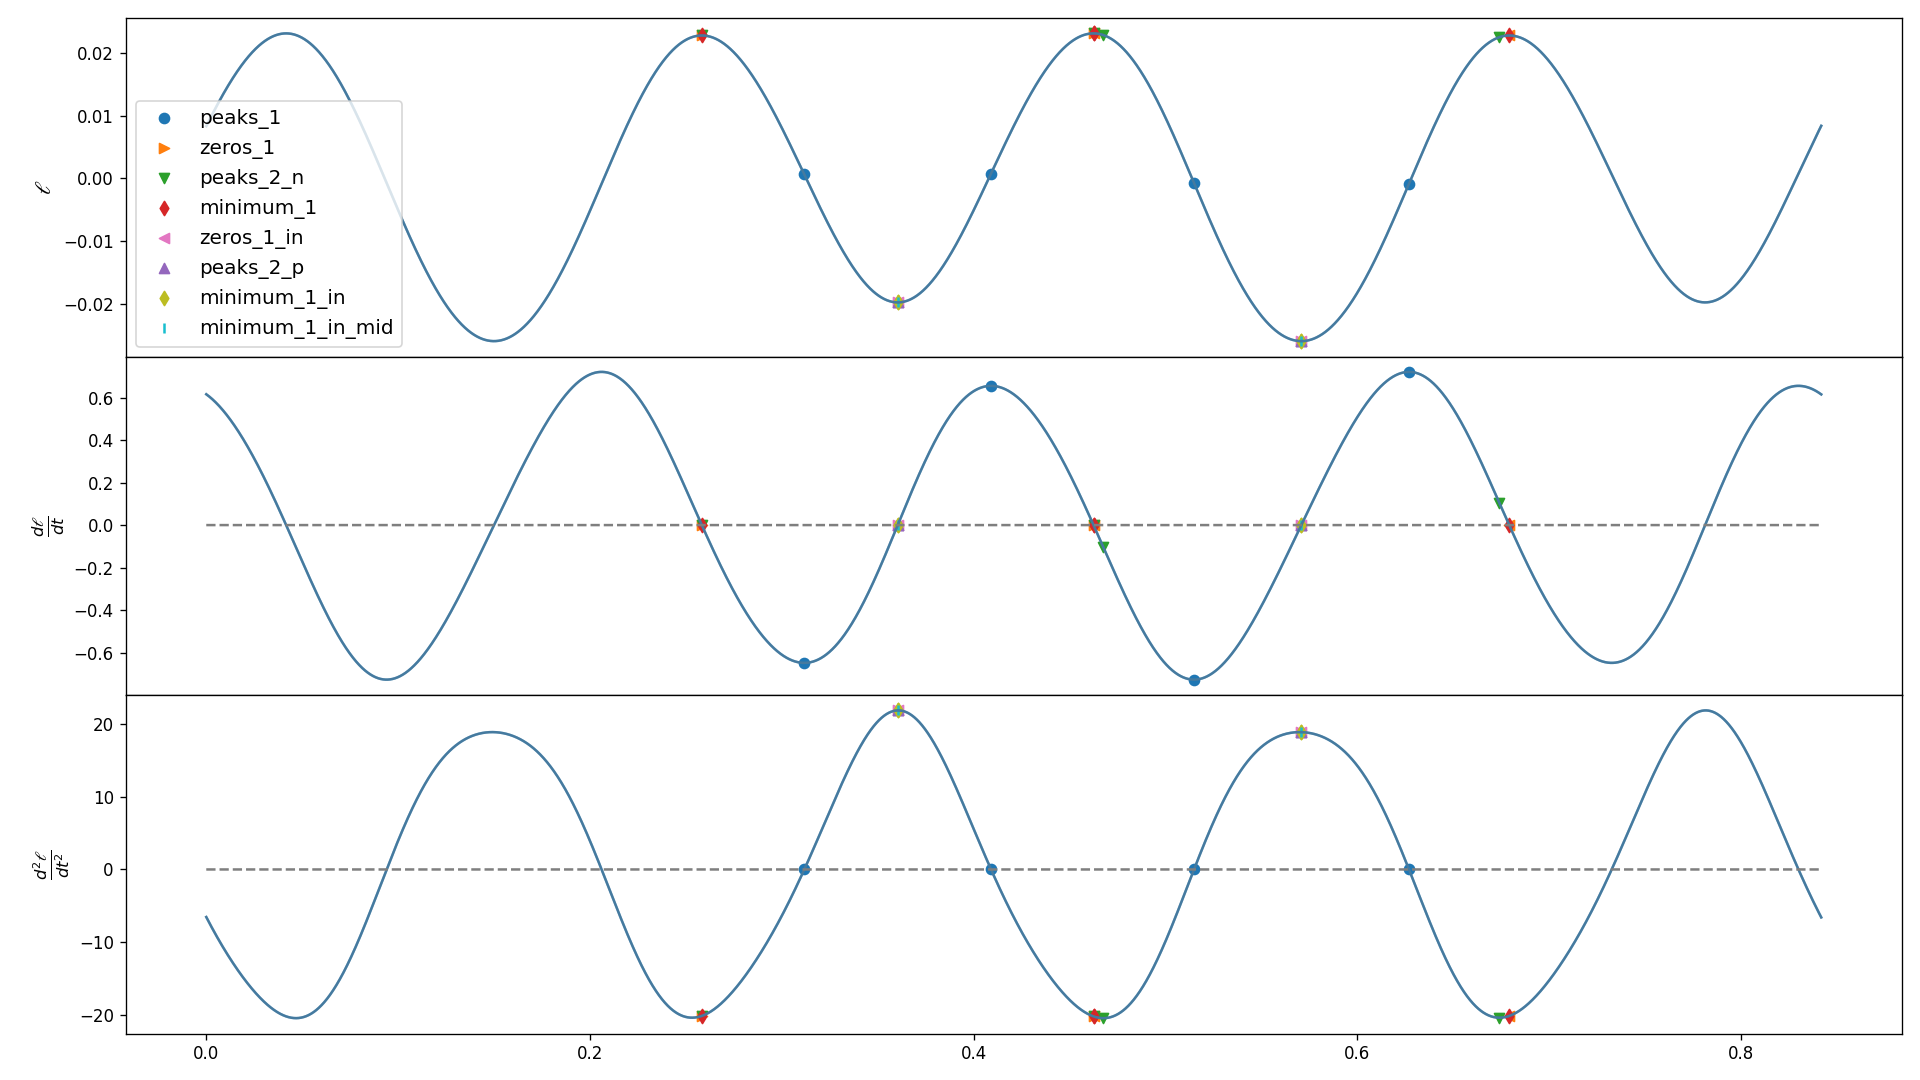 0.02
0.01
0.00
−0.01
−0.02
ℓ
peaks_1
zeros_1
peaks_2_n
minimum_1
zeros_1_in
peaks_2_p
minimum_1_in
minimum_1_in_mid
0.6
0.4
0.2
0.0
−0.2
−0.4
−0.6
dℓ/dt
20
10
0
−10
−20
d²ℓ/dt²
0.0 0.2 0.4 0.6 0.8